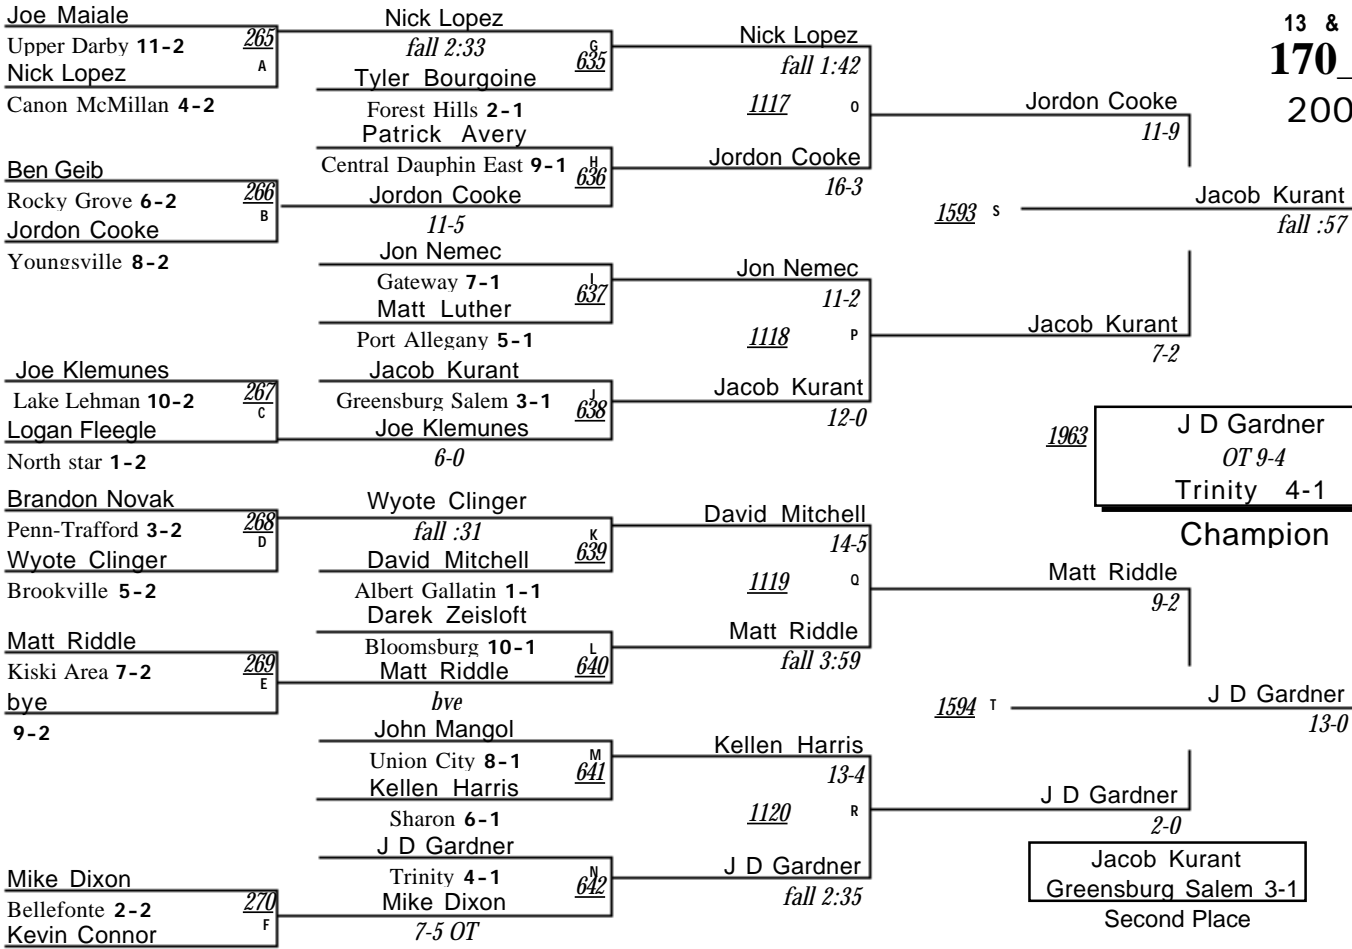 Joe Maiale
Upper Darby 11-2
265
A
Nick Lopez
Canon McMillan 4-2
Ben Geib
Rocky Grove 6-2
266
B
Jordon Cooke
Youngsville 8-2
Joe Klemunes
Lake Lehman 10-2
267
C
Logan Fleegle
North star 1-2
Brandon Novak
Penn-Trafford 3-2
268
D
Wyote Clinger
Brookville 5-2
Matt Riddle
Kiski Area 7-2
269
E
bye
9-2
Mike Dixon
Bellefonte 2-2
270
F
Kevin Connor
Nick Lopez
fall 2:33
G
635
Tyler Bourgoine
Forest Hills 2-1
Patrick Avery
Central Dauphin East 9-1
H
636
Jordon Cooke
11-5
Jon Nemec
Gateway 7-1
I
637
Matt Luther
Port Allegany 5-1
Jacob Kurant
Greensburg Salem 3-1
J
638
Joe Klemunes
6-0
Wyote Clinger
fall :31
K
639
David Mitchell
Albert Gallatin 1-1
Darek Zeisloft
Bloomsburg 10-1
L
640
Matt Riddle
bye
John Mangol
Union City 8-1
M
641
Kellen Harris
Sharon 6-1
J D Gardner
Trinity 4-1
N
642
Mike Dixon
7-5 OT
Nick Lopez
fall 1:42
1117 O
Jordon Cooke
16-3
Jon Nemec
11-2
1118 P
Jacob Kurant
12-0
David Mitchell
14-5
1119 Q
Matt Riddle
fall 3:59
Kellen Harris
13-4
1120 R
J D Gardner
fall 2:35
Jordon Cooke
11-9
1593 S
Jacob Kurant
7-2
Matt Riddle
9-2
1594 T
J D Gardner
2-0
13 &
170_
200
Jacob Kurant
fall :57
1963
J D Gardner
OT 9-4
Trinity 4-1
Champion
J D Gardner
13-0
Jacob Kurant
Greensburg Salem 3-1
Second Place